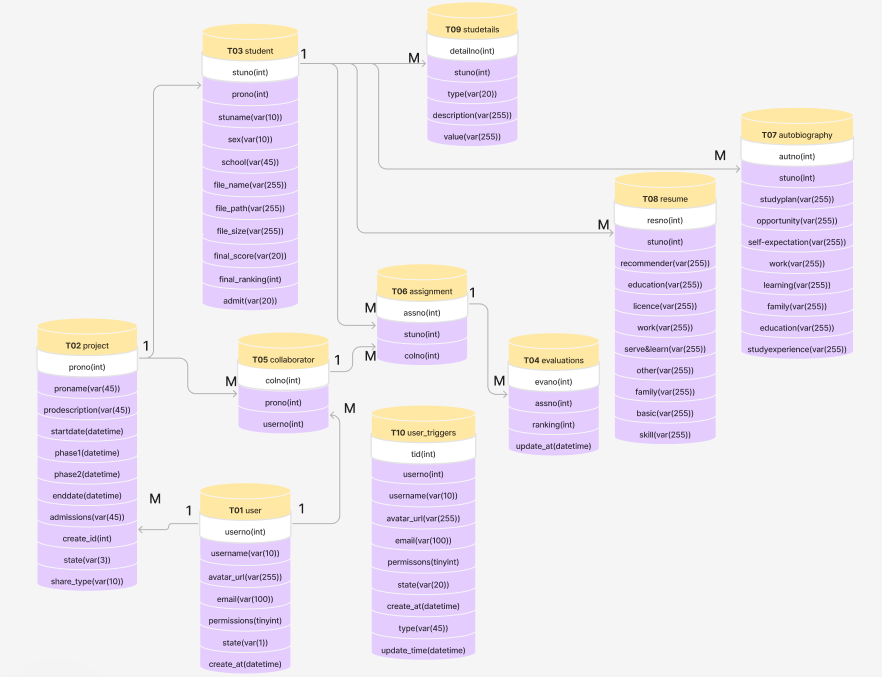 T09 studetails
detailno(int)
stuno(int)
type(var(20))
description(var(255))
value(var(255))
T03 student
stuno(int)
prono(int)
stuname(var(10))
sex(var(10))
school(var(45))
file_name(var(255))
file_path(var(255))
file_size(var(255))
final_score(var(20))
final_ranking(int)
admit(var(20))
1
M
M
M
T07 autobiography
autno(int)
stuno(int)
studyplan(var(255))
opportunity(var(255))
self-expectation(var(255))
work(var(255))
learning(var(255))
family(var(255))
education(var(255))
studyexperience(var(255))
T08 resume
resno(int)
stuno(int)
recommender(var(255))
education(var(255))
licence(var(255))
work(var(255))
serve&learn(var(255))
other(var(255))
family(var(255))
basic(var(255))
skill(var(255))
T06 assignment
assno(int)
stuno(int)
colno(int)
M
M
1
T02 project
prono(int)
proname(var(45))
prodescription(var(45))
startdate(datetime)
phase1(datetime)
phase2(datetime)
enddate(datetime)
admissions(var(45))
create_id(int)
state(var(3))
share_type(var(10))
1
M
T05 collaborator
colno(int)
prono(int)
userno(int)
1
M
T04 evaluations
evano(int)
assno(int)
ranking(int)
update_at(datetime)
M
T10 user_triggers
tid(int)
userno(int)
username(var(10))
avatar_url(var(255))
email(var(100))
permissons(tinyint)
state(var(20))
create_at(datetime)
type(var(45))
update_time(datetime)
M
1
1
T01 user
userno(int)
username(var(10))
avatar_url(var(255))
email(var(100))
permissions(tinyint)
state(var(1))
create_at(datetime)